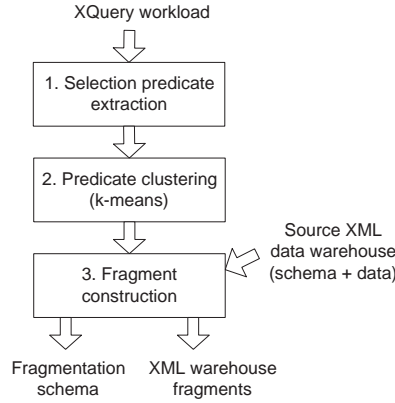 XQuery workload
1. Selection predicate
extraction
2. Predicate clustering
(k-means)
Source XML
data warehouse
(schema + data)
3. Fragment
construction
Fragmentation
schema
XML warehouse
fragments